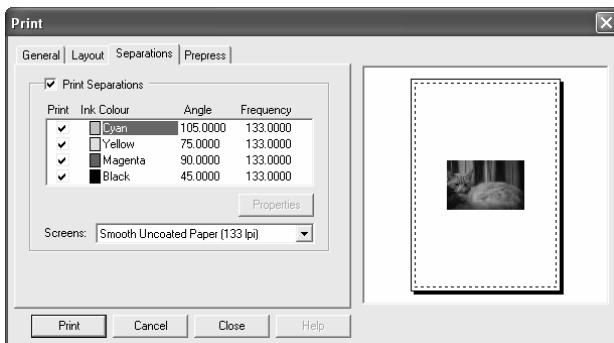 Print
General Layout Separations Prepress
Print Separations
Print Ink Colour Angle Frequency
Cyan 105.0000 133.0000
Yellow 75.0000 133.0000
Magenta 90.0000 133.0000
Black 45.0000 133.0000
Properties
Screens: Smooth Uncoated Paper (133 lpi)
Print Cancel Close Help